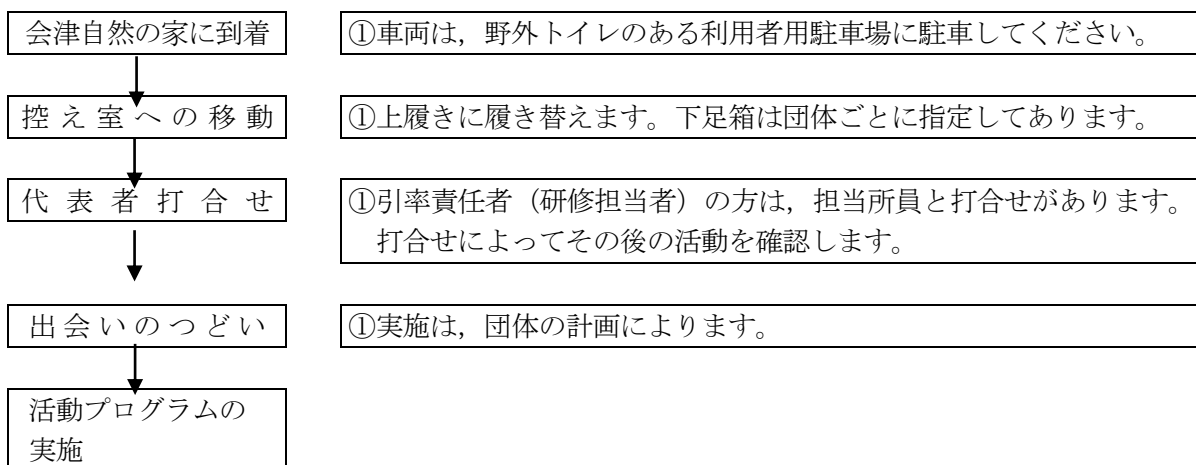 会津自然の家に到着
①車両は，野外トイレのある利用者用駐車場に駐車してください。
控え室への移動
①上履きに履き替えます。下足箱は団体ごとに指定してあります。
代表者打合せ
①引率責任者（研修担当者）の方は，担当所員と打合せがあります。
打合せによってその後の活動を確認します。
出会いのつどい
①実施は，団体の計画によります。
活動プログラムの
実施